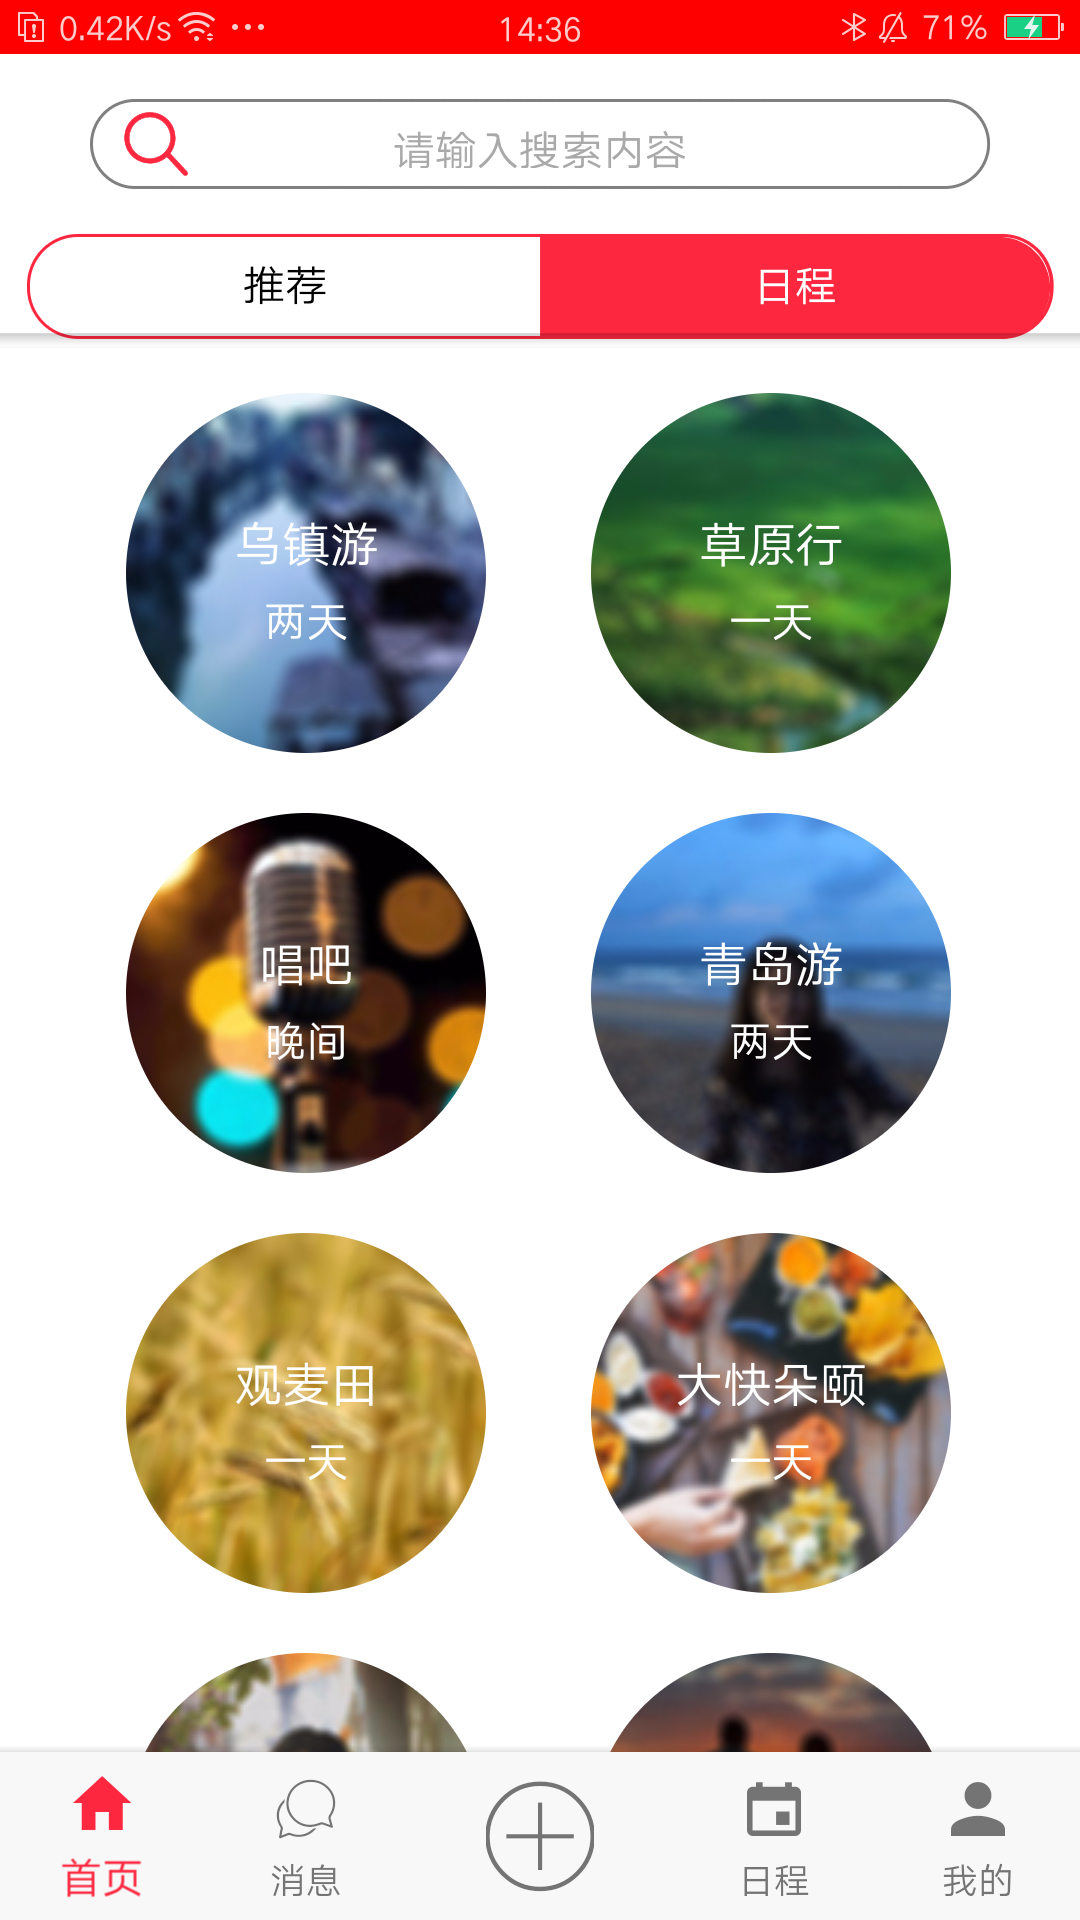 0.42K/s 14:36 71%
请输入搜索内容
推荐 日程
乌镇游 草原行
两天 一天
唱吧 青岛游
晚间 两天
观麦田 大快朵颐
一天 一天
首页 消息 日程 我的